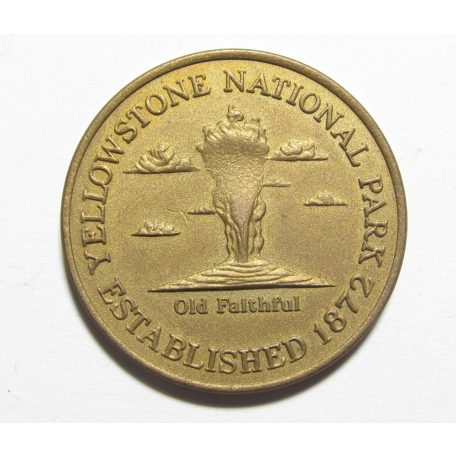 YELLOWSTONE NATIONAL PARK
Old Faithful
ESTABLISHED 1872